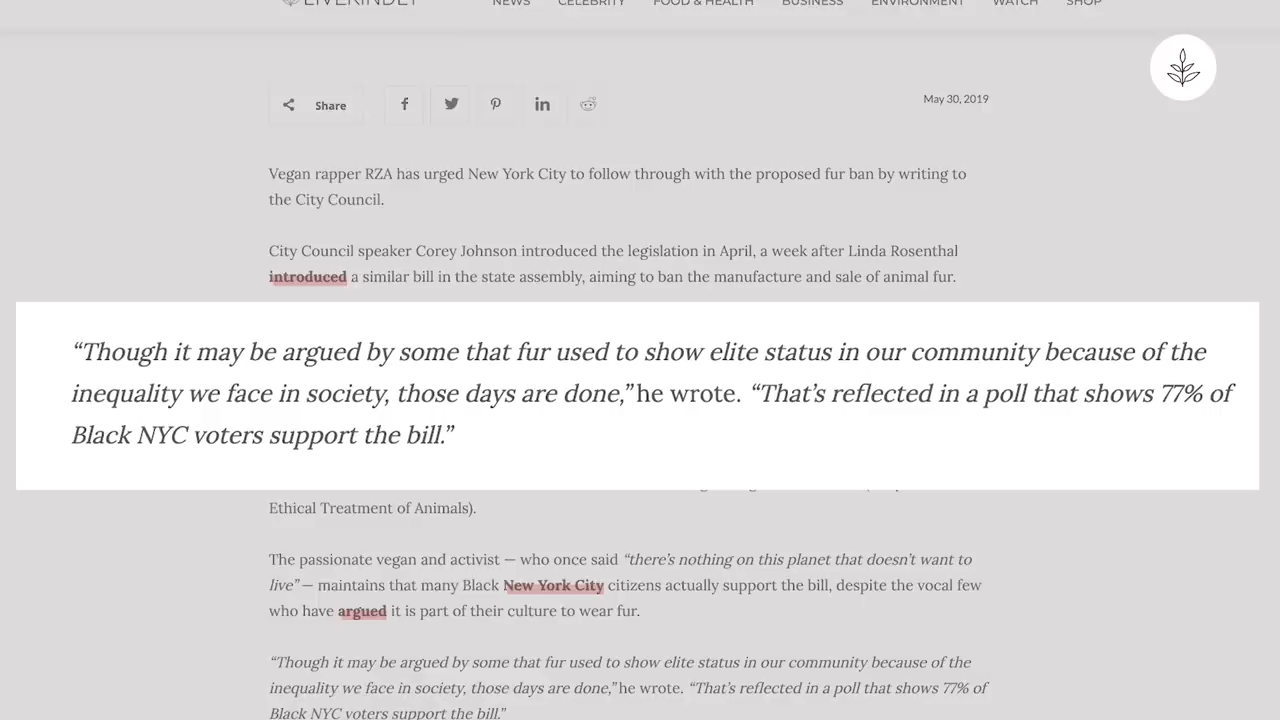 LIVEKINDLY NEWS CELEBRITY FOOD & HEALTH BUSINESS ENVIRONMENT WATCH SHOP
Share
May 30, 2019
Vegan rapper RZA has urged New York City to follow through with the proposed fur ban by writing to
the City Council.
City Council speaker Corey Johnson introduced the legislation in April, a week after Linda Rosenthal
introduced a similar bill in the state assembly, aiming to ban the manufacture and sale of animal fur.
“Though it may be argued by some that fur used to show elite status in our community because of the
inequality we face in society, those days are done,” he wrote. “That’s reflected in a poll that shows 77% of
Black NYC voters support the bill.”
Ethical Treatment of Animals).
The passionate vegan and activist — who once said “there’s nothing on this planet that doesn’t want to
live” — maintains that many Black New York City citizens actually support the bill, despite the vocal few
who have argued it is part of their culture to wear fur.
“Though it may be argued by some that fur used to show elite status in our community because of the
inequality we face in society, those days are done,” he wrote. “That’s reflected in a poll that shows 77% of
Black NYC voters support the bill.”